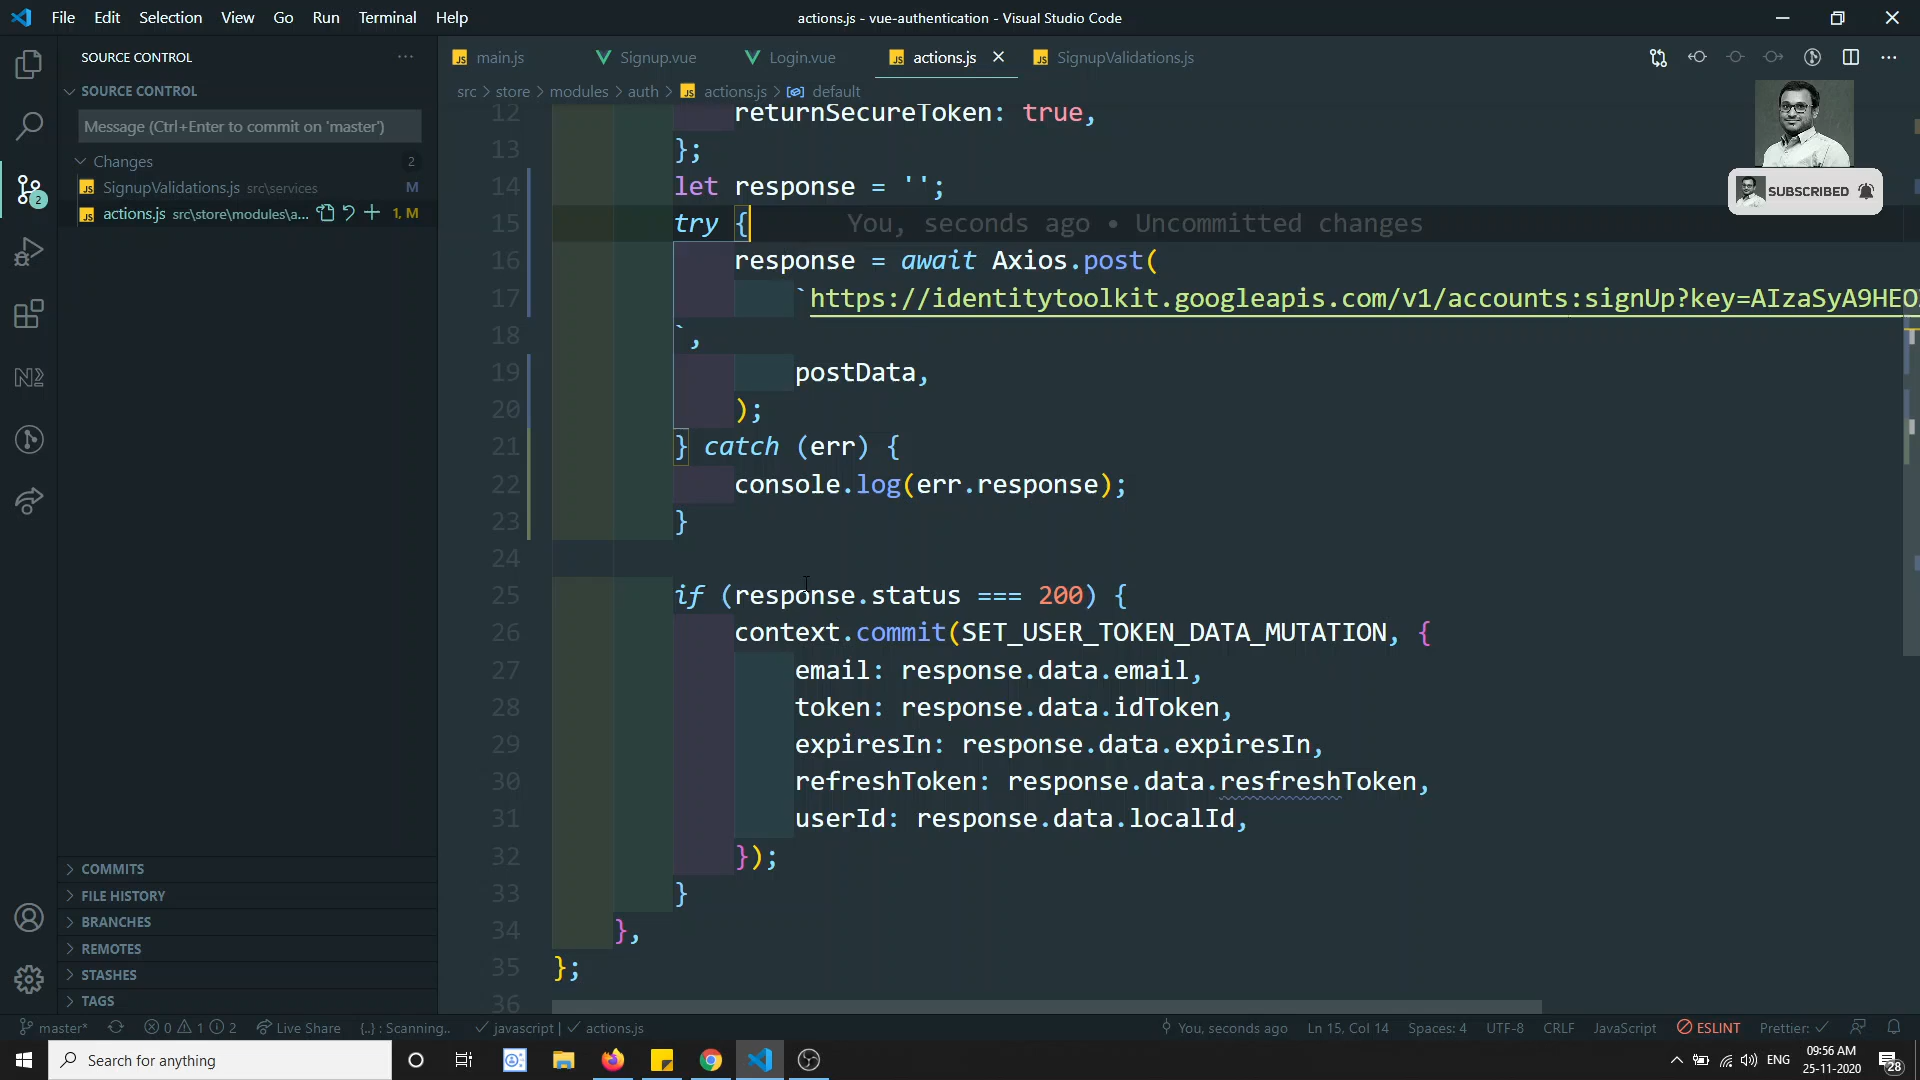 File Edit Selection View Go Run Terminal Help
actions.js - vue-authentication - Visual Studio Code
SOURCE CONTROL
main.js
Signup.vue
Login.vue
actions.js
SignupValidations.js
SOURCE CONTROL
src > store > modules > auth > actions.js > default
Message (Ctrl+Enter to commit on 'master')
Changes 2
SignupValidations.js src\services M
actions.js src\store\modules\a... 1, M
2
12 returnSecureToken: true,
13 };
14 let response = '';
15 try { You, seconds ago • Uncommitted changes
16 response = await Axios.post(
17 `https://identitytoolkit.googleapis.com/v1/accounts:signUp?key=AIzaSyA9HEO
18 `,
19 postData,
20 );
21 } catch (err) {
22 console.log(err.response);
23 }
24
25 if (response.status === 200) {
26 context.commit(SET_USER_TOKEN_DATA_MUTATION, {
27 email: response.data.email,
28 token: response.data.idToken,
29 expiresIn: response.data.expiresIn,
30 refreshToken: response.data.resfreshToken,
31 userId: response.data.localId,
32 });
33 }
34 },
35 };
36
SUBSCRIBED
COMMITS
FILE HISTORY
BRANCHES
REMOTES
STASHES
TAGS
master* 0 1 2 Live Share {..} : Scanning.. javascript | actions.js
You, seconds ago Ln 15, Col 14 Spaces: 4 UTF-8 CRLF JavaScript ESLINT Prettier:
Search for anything
ENG
09:56 AM
25-11-2020
28